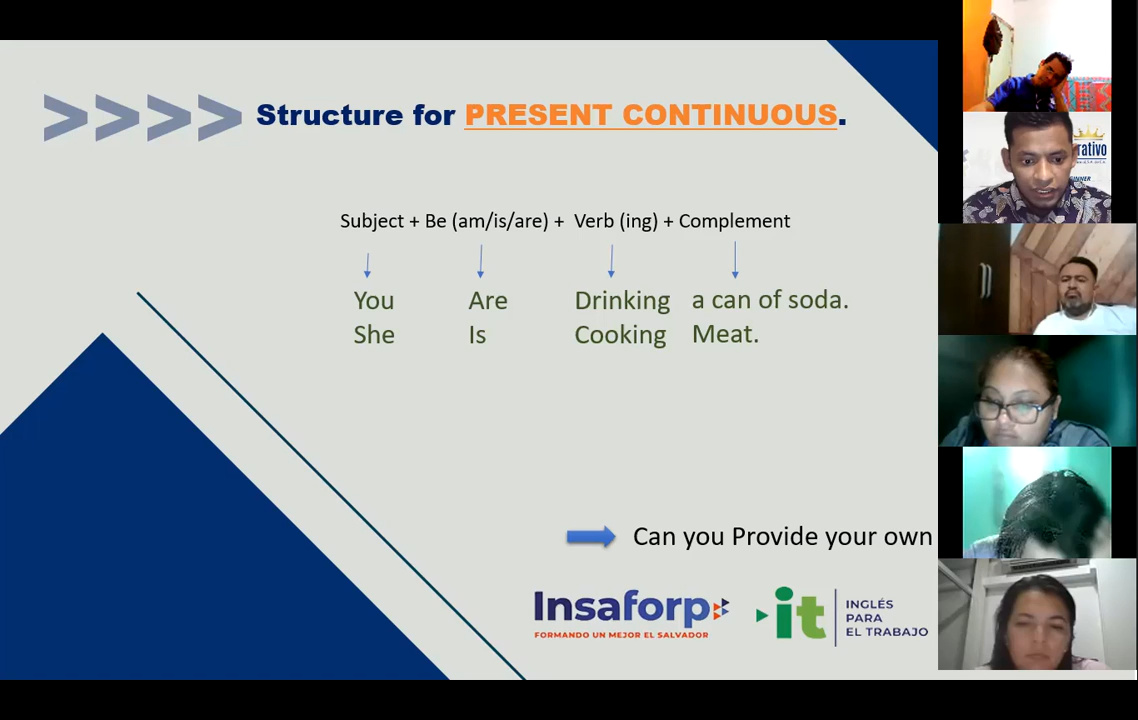 >>>> Structure for PRESENT CONTINUOUS.
Subject + Be (am/is/are) + Verb (ing) + Complement
You Are Drinking a can of soda.
She Is Cooking Meat.
Can you Provide your own
Insaforp
FORMANDO UN MEJOR EL SALVADOR
it
INGLÉS
PARA
EL TRABAJO
rativo